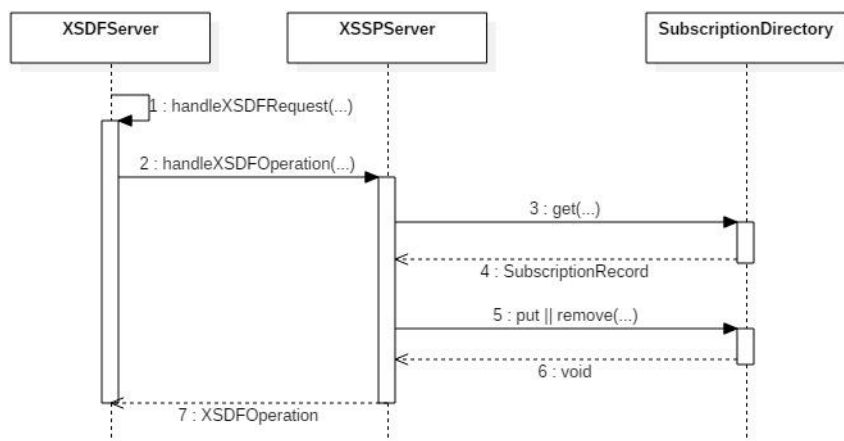 XSDFServer
XSSPServer
SubscriptionDirectory
1 : handleXSDFRequest(...)
2 : handleXSDFOperation(...)
3 : get(...)
4 : SubscriptionRecord
5 : put || remove(...)
6 : void
7 : XSDFOperation